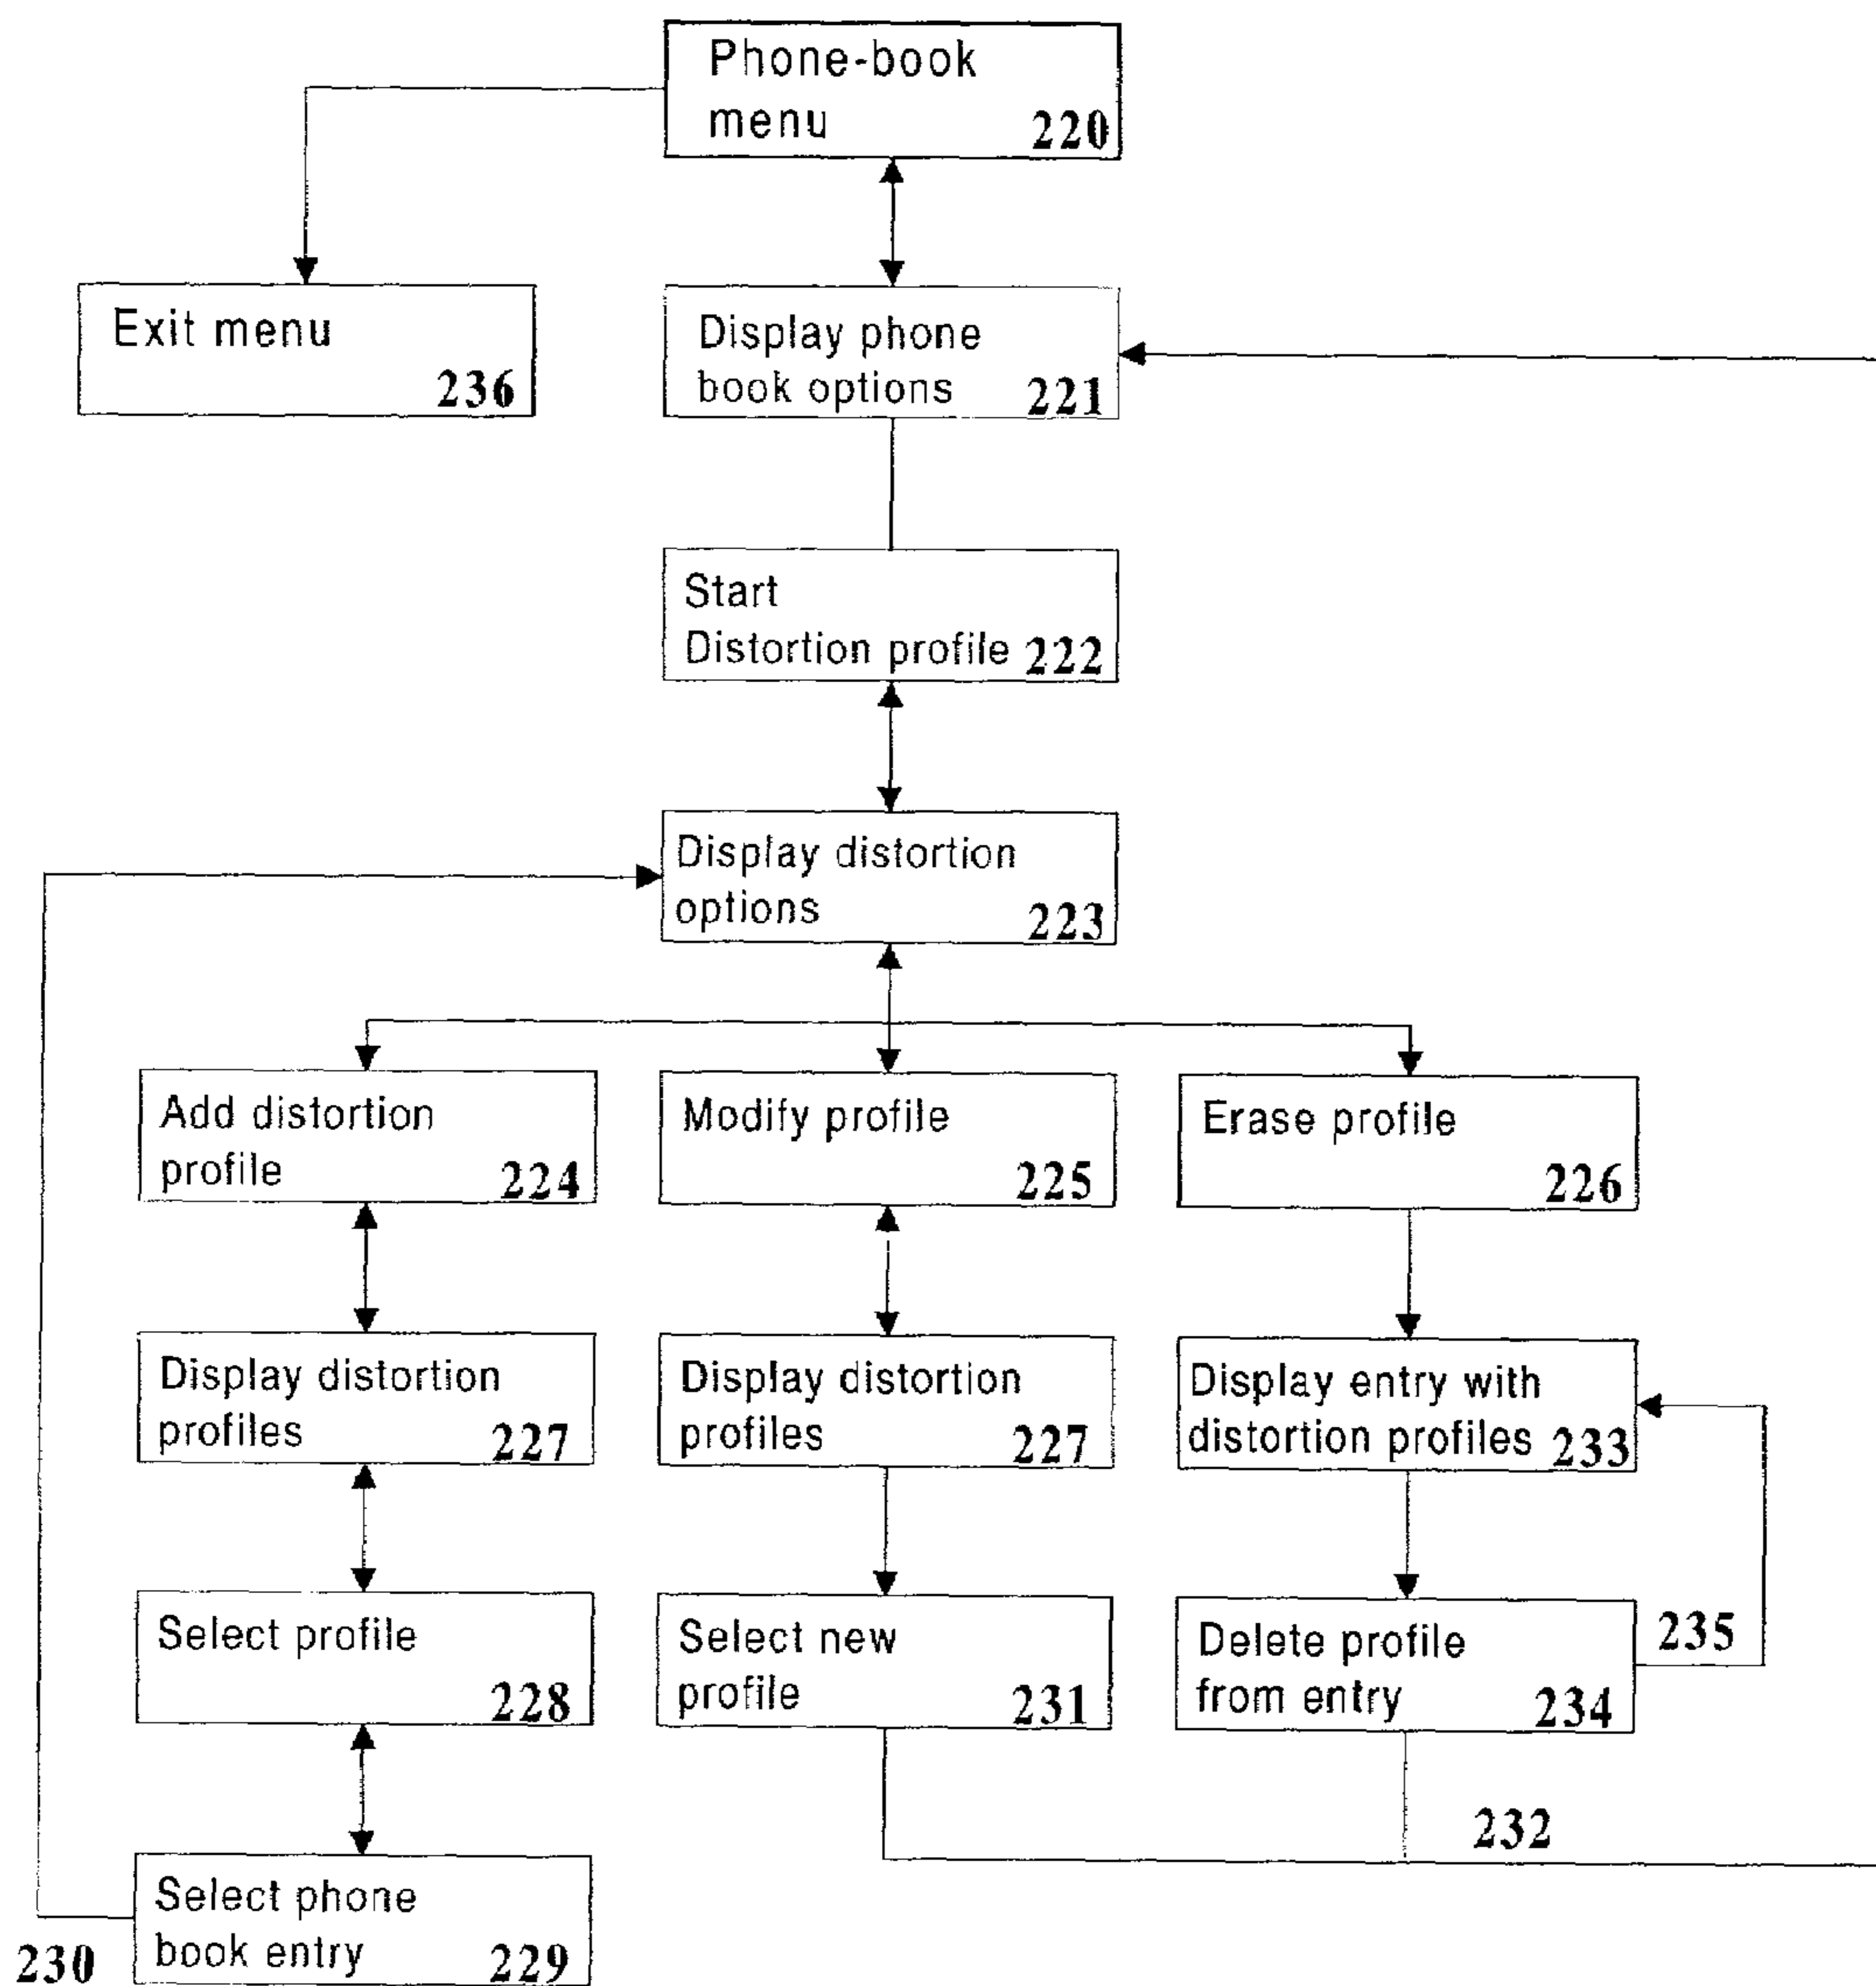 Phone-book
menu 220
Exit menu
236
Display phone
book options 221
Start
Distortion profile 222
Display distortion
options 223
Add distortion
profile 224
Modify profile
225
Erase profile
226
Display distortion
profiles 227
Display distortion
profiles 227
Display entry with
distortion profiles 233
Select profile
228
Select new
profile 231
Delete profile
from entry 234
235
232
Select phone
book entry 229
230